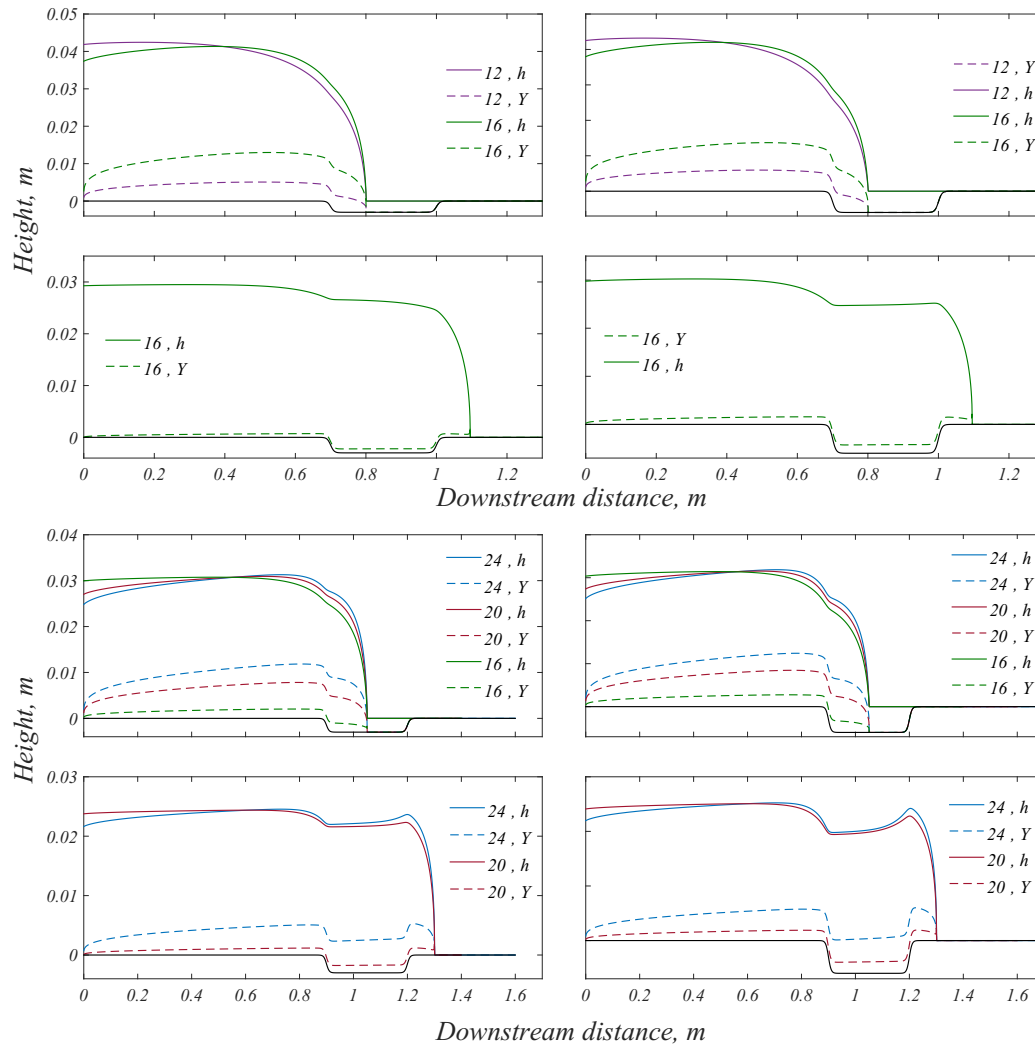 0.05
0.04
0.03
0.02
0.01
0
Height, m
12 , h
12 , Y
16 , h
16 , Y
12 , Y
12 , h
16 , h
16 , Y
0.03
0.02
0.01
0
16 , h
16 , Y
16 , Y
16 , h
0 0.2 0.4 0.6 0.8 1 1.2
0 0.2 0.4 0.6 0.8 1 1.2
Downstream distance, m
0.04
0.03
0.02
0.01
0
Height, m
24 , h
24 , Y
20 , h
20 , Y
16 , h
16 , Y
24 , h
24 , Y
20 , h
20 , Y
16 , h
16 , Y
0.03
0.02
0.01
0
24 , h
24 , Y
20 , h
20 , Y
24 , h
24 , Y
20 , h
20 , Y
0 0.2 0.4 0.6 0.8 1 1.2 1.4 1.6
0 0.2 0.4 0.6 0.8 1 1.2 1.4 1.6
Downstream distance, m